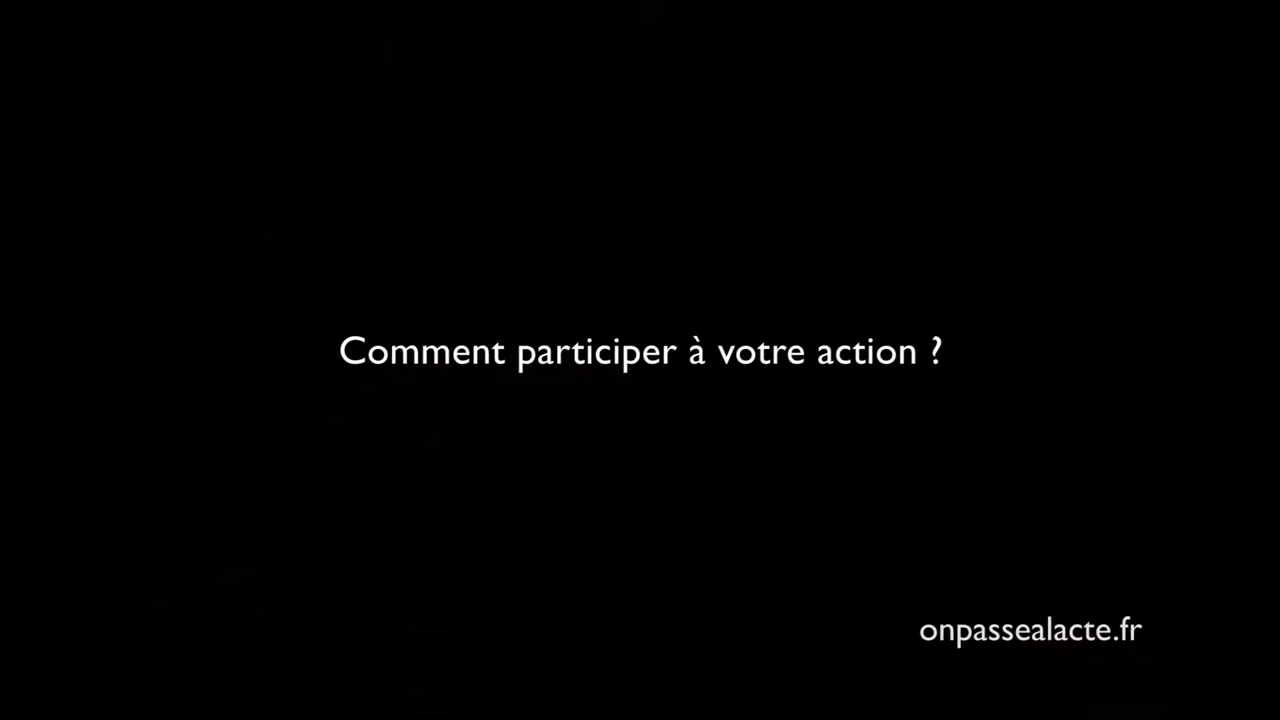 Comment participer à votre action ?
onpassealacte.fr